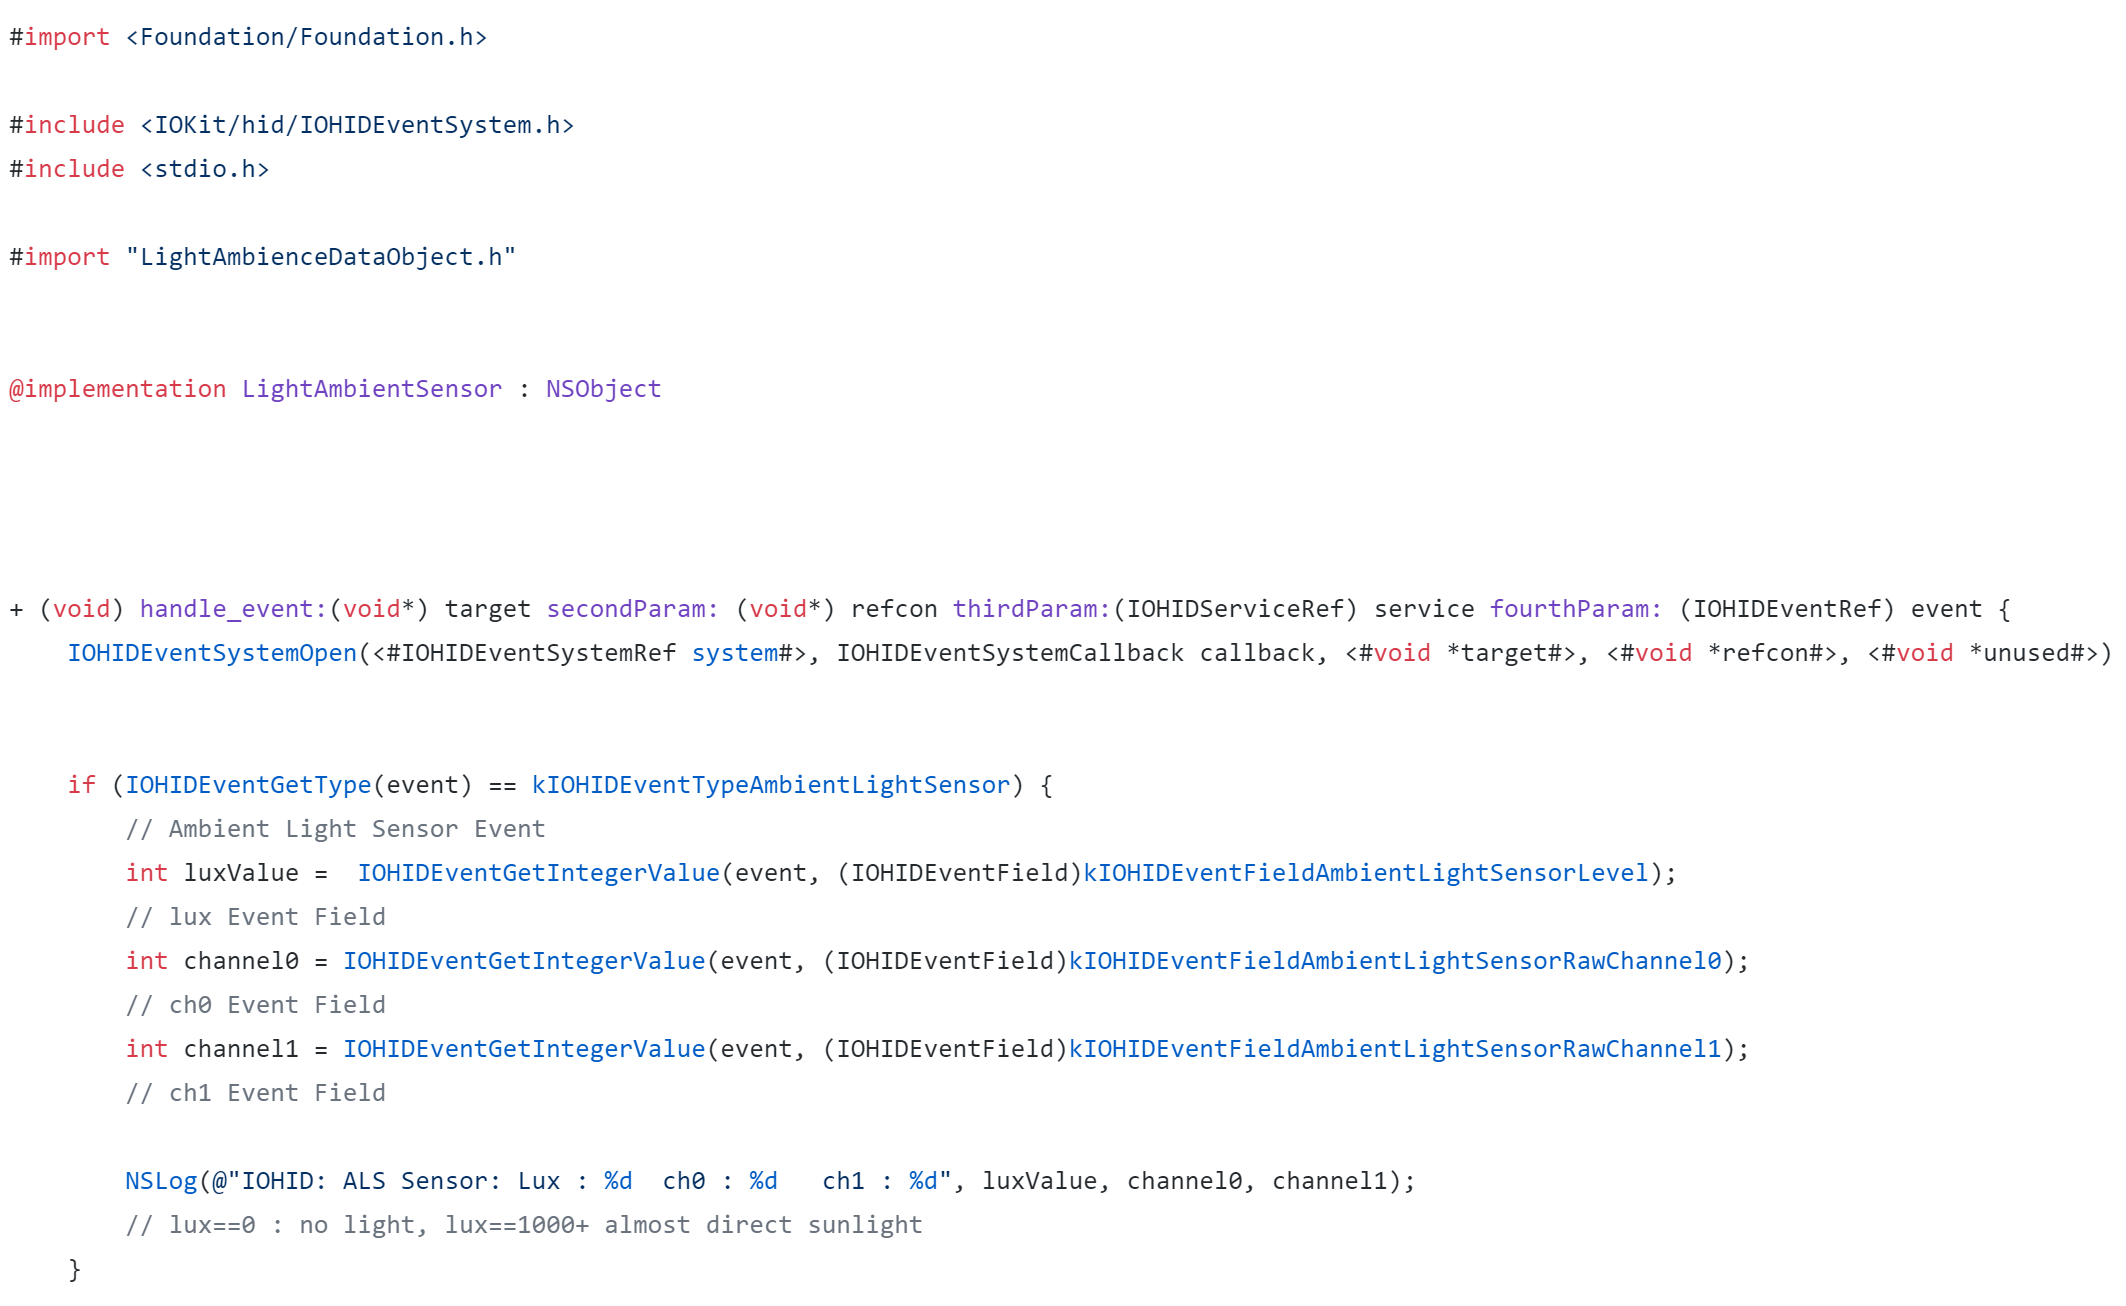 #import <Foundation/Foundation.h>
#include <IOKit/hid/IOHIDEventSystem.h>
#include <stdio.h>
#import "LightAmbienceDataObject.h"
@implementation LightAmbientSensor : NSObject
+ (void) handle_event:(void*) target secondParam: (void*) refcon thirdParam:(IOHIDServiceRef) service fourthParam: (IOHIDEventRef) event {
    IOHIDEventSystemOpen(<#IOHIDEventSystemRef system#>, IOHIDEventSystemCallback callback, <#void *target#>, <#void *refcon#>, <#void *unused#>)
    if (IOHIDEventGetType(event) == kIOHIDEventTypeAmbientLightSensor) {
        // Ambient Light Sensor Event
        int luxValue =  IOHIDEventGetIntegerValue(event, (IOHIDEventField)kIOHIDEventFieldAmbientLightSensorLevel);
        // lux Event Field
        int channel0 = IOHIDEventGetIntegerValue(event, (IOHIDEventField)kIOHIDEventFieldAmbientLightSensorRawChannel0);
        // ch0 Event Field
        int channel1 = IOHIDEventGetIntegerValue(event, (IOHIDEventField)kIOHIDEventFieldAmbientLightSensorRawChannel1);
        // ch1 Event Field
        NSLog(@"IOHID: ALS Sensor: Lux : %d  ch0 : %d   ch1 : %d", luxValue, channel0, channel1);
        // lux==0 : no light, lux==1000+ almost direct sunlight
    }